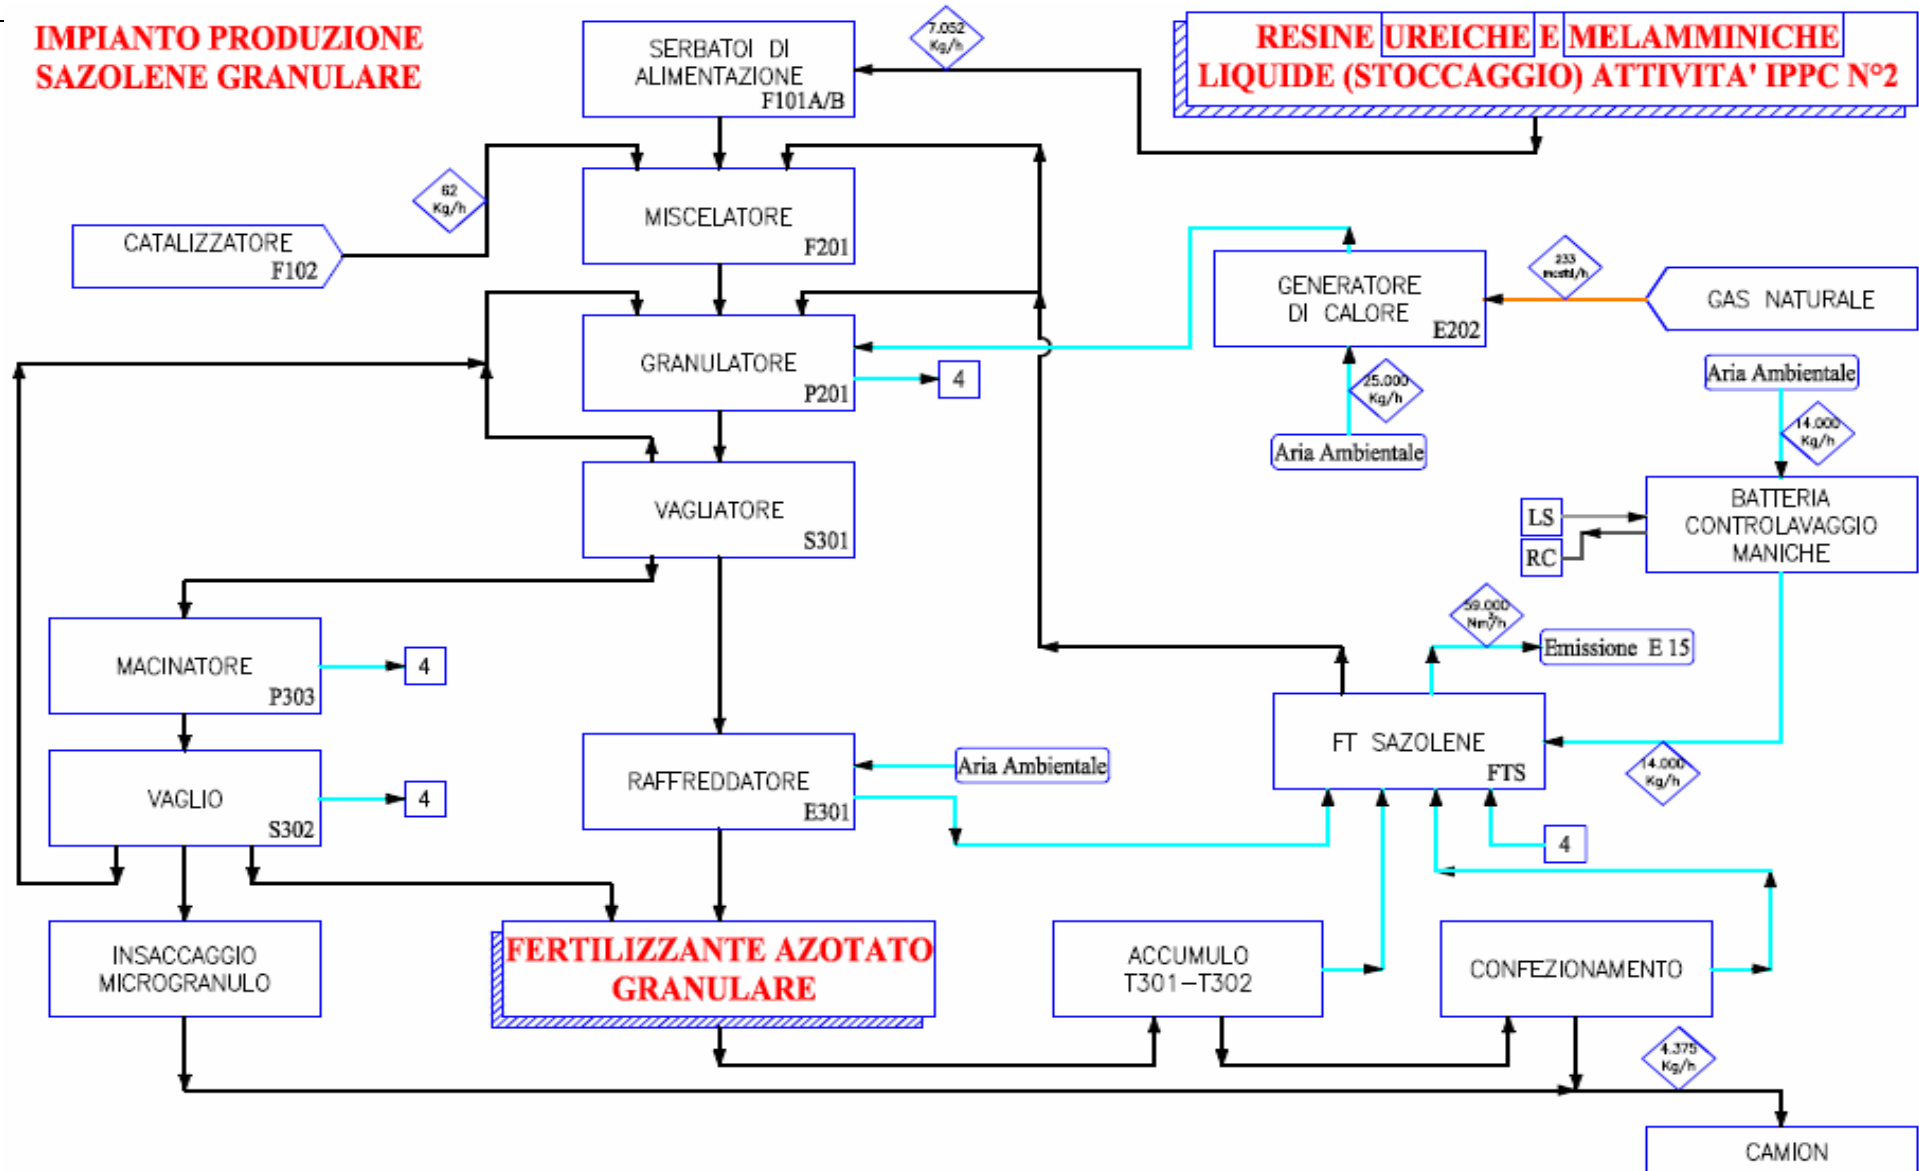 IMPIANTO PRODUZIONE
SAZOLENE GRANULARE
SERBATOI DI
ALIMENTAZIONE
F101A/B
7.052
Kg/h
RESINE UREICHE E MELAMMINICHE
LIQUIDE (STOCCAGGIO) ATTIVITA' IPPC N°2
62
Kg/h
CATALIZZATORE
F102
MISCELATORE
F201
GENERATORE
DI CALORE
E202
233
mcstd/h
GAS NATURALE
GRANULATORE
P201
4
25.000
Kg/h
Aria Ambientale
Aria Ambientale
14.000
Kg/h
VAGLIATORE
S301
LS
RC
BATTERIA
CONTROLAVAGGIO
MANICHE
MACINATORE
P303
4
59.000
Nm³/h
Emissione E 15
VAGLIO
S302
4
RAFFREDDATORE
E301
Aria Ambientale
FT SAZOLENE
FTS
14.000
Kg/h
4
INSACCAGGIO
MICROGRANULO
FERTILIZZANTE AZOTATO
GRANULARE
ACCUMULO
T301-T302
CONFEZIONAMENTO
4.375
Kg/h
CAMION